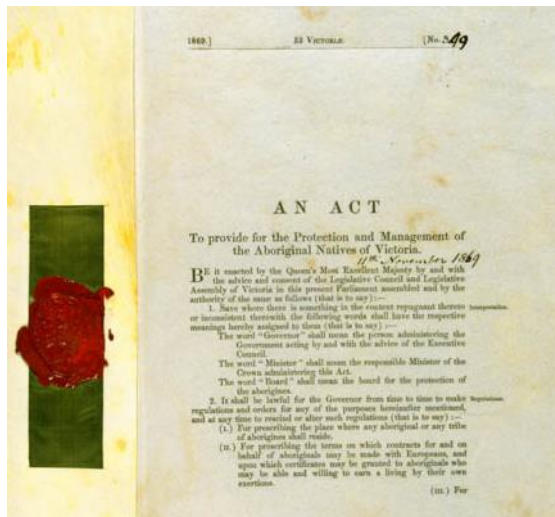 1869.] 33 VICTORIÆ. [No. 349
AN ACT
To provide for the Protection and Management of
the Aboriginal Natives of Victoria.
11th November 1869
BE it enacted by the Queen's Most Excellent Majesty by and with
the advice and consent of the Legislative Council and Legislative
Assembly of Victoria in this present Parliament assembled and by the
authority of the same as follows (that is to say):—
1. Save where there is something in the context repugnant thereto Interpretation.
or inconsistent therewith the following words shall have the respective
meanings hereby assigned to them (that is to say):—
The word "Governor" shall mean the person administering the
Government acting by and with the advice of the Executive
Council.
The word "Minister" shall mean the responsible Minister of the
Crown administering this Act.
The word "Board" shall mean the board for the protection of
the aborigines.
2. It shall be lawful for the Governor from time to time to make Regulations.
regulations and orders for any of the purposes hereinafter mentioned,
and at any time to rescind or alter such regulations (that is to say):—
(I.) For prescribing the place where any aboriginal or any tribe
of aborigines shall reside.
(II.) For prescribing the terms on which contracts for and on
behalf of aboriginals may be made with Europeans, and
upon which certificates may be granted to aboriginals who
may be able and willing to earn a living by their own
exertions.
(III.) For